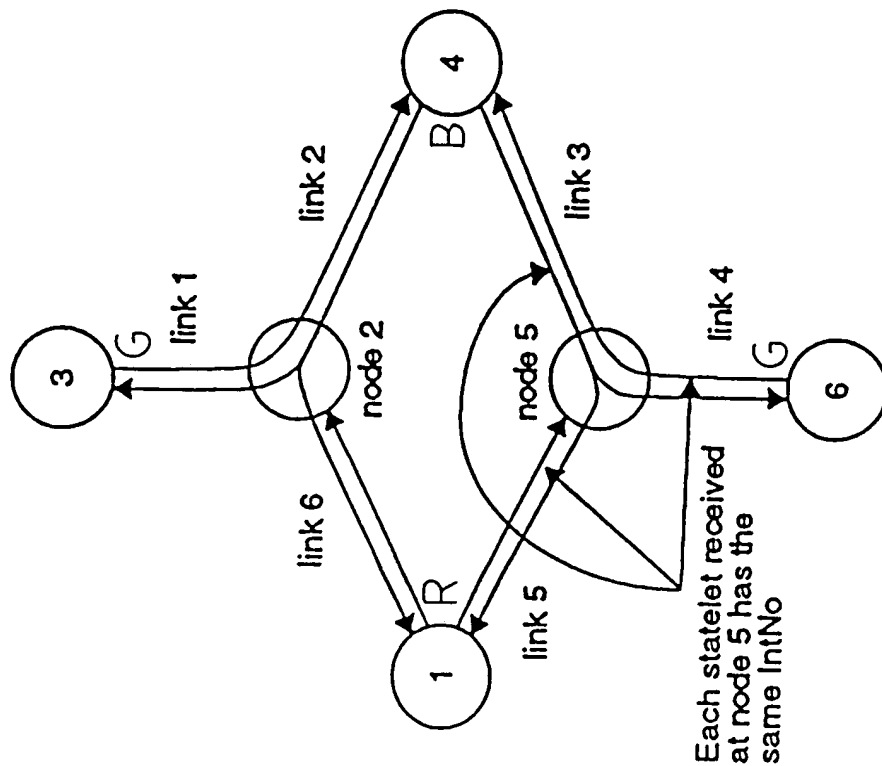 3
G
link 1
link 6
node 2
link 2
1
R
B
4
link 5
node 5
link 3
link 4
G
6
Each statelet received
at node 5 has the
same IntNo